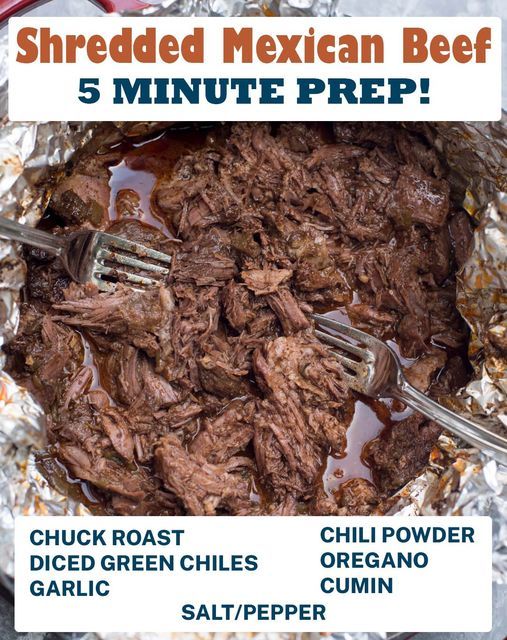 Shredded Mexican Beef
5 MINUTE PREP!
CHUCK ROAST
DICED GREEN CHILES
GARLIC
CHILI POWDER
OREGANO
CUMIN
SALT/PEPPER